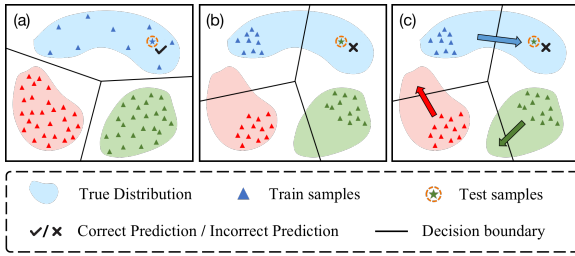 (a) (b) (c)
True Distribution Train samples Test samples
/ Correct Prediction / Incorrect Prediction Decision boundary